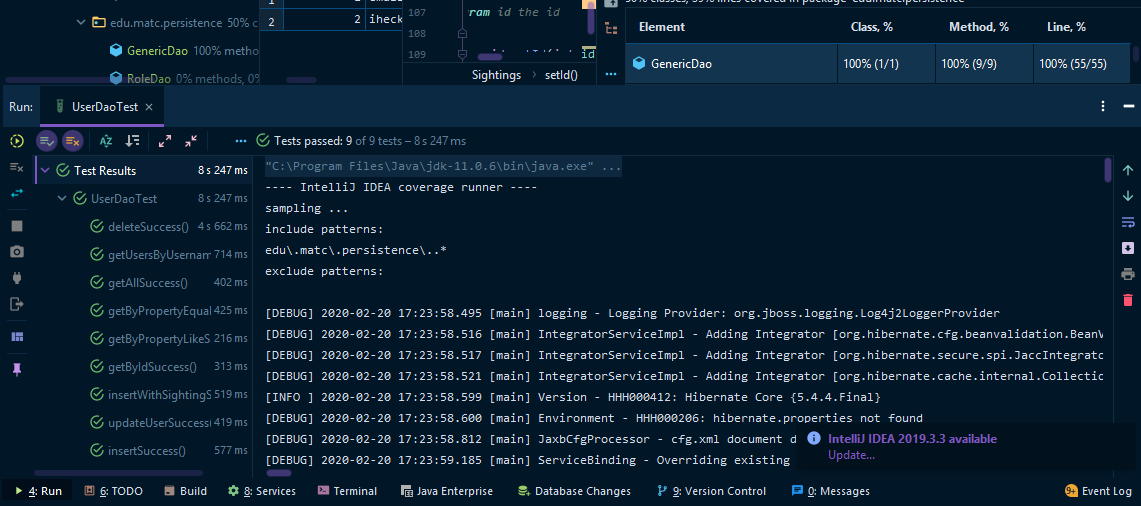 edu.matc.persistence 50% c
GenericDao 100% metho
RoleDao 0% methods, 0%
1
2
2
iheck
107
108
109
ram id the id
id
Sightings > setId()
Element Class, % Method, % Line, %
GenericDao 100% (1/1) 100% (9/9) 100% (55/55)
Run: UserDaoTest ×
Tests passed: 9 of 9 tests – 8 s 247 ms
Test Results 8 s 247 ms
UserDaoTest 8 s 247 ms
deleteSuccess() 4 s 662 ms
getUsersByUsernam 714 ms
getAllSuccess() 402 ms
getByPropertyEqual 425 ms
getByPropertyLikeS 216 ms
getByIdSuccess() 313 ms
insertWithSightingS 519 ms
updateUserSuccess( 419 ms
insertSuccess() 577 ms
"C:\Program Files\Java\jdk-11.0.6\bin\java.exe" ...
---- IntelliJ IDEA coverage runner ----
sampling ...
include patterns:
edu\.matc\.persistence\..*
exclude patterns:
[DEBUG] 2020-02-20 17:23:58.495 [main] logging - Logging Provider: org.jboss.logging.Log4j2LoggerProvider
[DEBUG] 2020-02-20 17:23:58.516 [main] IntegratorServiceImpl - Adding Integrator [org.hibernate.cfg.beanvalidation.BeanV
[DEBUG] 2020-02-20 17:23:58.517 [main] IntegratorServiceImpl - Adding Integrator [org.hibernate.secure.spi.JaccIntegrato
[DEBUG] 2020-02-20 17:23:58.521 [main] IntegratorServiceImpl - Adding Integrator [org.hibernate.cache.internal.Collectio
[INFO ] 2020-02-20 17:23:58.599 [main] Version - HHH000412: Hibernate Core {5.4.4.Final}
[DEBUG] 2020-02-20 17:23:58.600 [main] Environment - HHH000206: hibernate.properties not found
[DEBUG] 2020-02-20 17:23:58.812 [main] JaxbCfgProcessor - cfg.xml document d
[DEBUG] 2020-02-20 17:23:59.185 [main] ServiceBinding - Overriding existing
IntelliJ IDEA 2019.3.3 available
Update...
4: Run
6: TODO
Build
8: Services
Terminal
Java Enterprise
Database Changes
9: Version Control
0: Messages
9+ Event Log